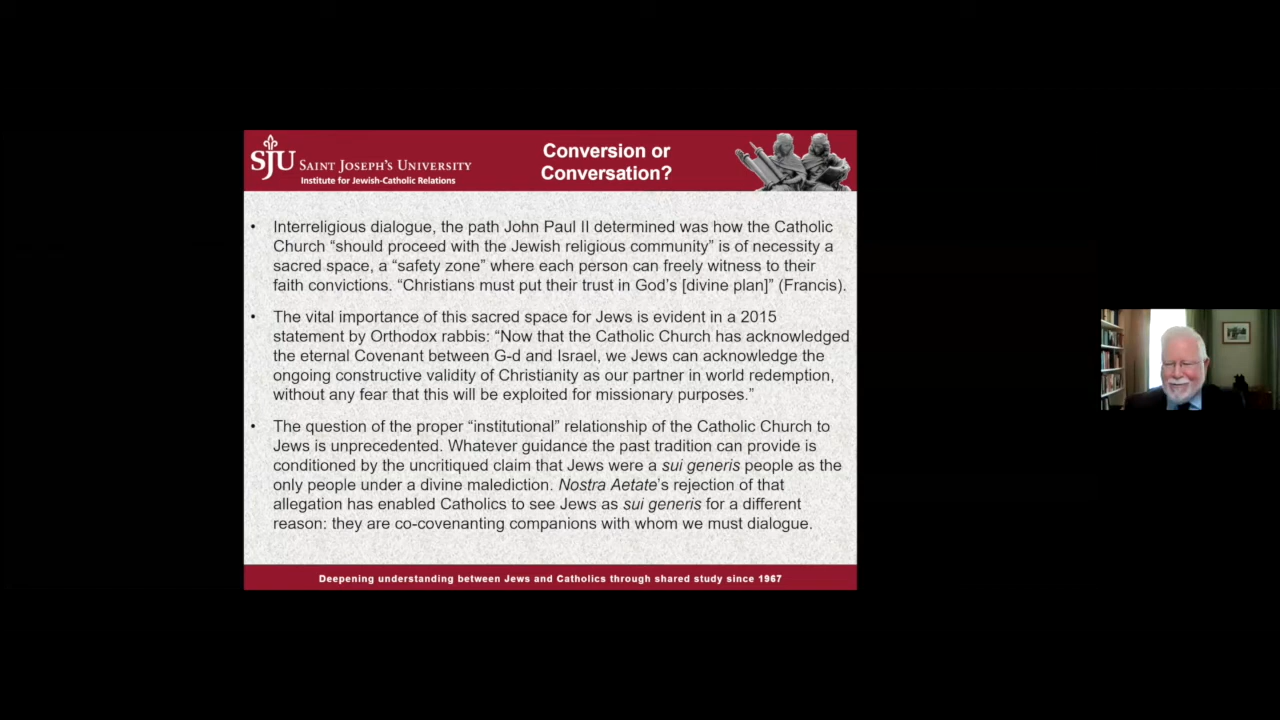 SJU SAINT JOSEPH'S UNIVERSITY
Institute for Jewish-Catholic Relations
Conversion or
Conversation?
• Interreligious dialogue, the path John Paul II determined was how the Catholic
Church “should proceed with the Jewish religious community” is of necessity a
sacred space, a “safety zone” where each person can freely witness to their
faith convictions. “Christians must put their trust in God’s [divine plan]” (Francis).
• The vital importance of this sacred space for Jews is evident in a 2015
statement by Orthodox rabbis: “Now that the Catholic Church has acknowledged
the eternal Covenant between G-d and Israel, we Jews can acknowledge the
ongoing constructive validity of Christianity as our partner in world redemption,
without any fear that this will be exploited for missionary purposes.”
• The question of the proper “institutional” relationship of the Catholic Church to
Jews is unprecedented. Whatever guidance the past tradition can provide is
conditioned by the uncritiqued claim that Jews were a sui generis people as the
only people under a divine malediction. Nostra Aetate’s rejection of that
allegation has enabled Catholics to see Jews as sui generis for a different
reason: they are co-covenanting companions with whom we must dialogue.
Deepening understanding between Jews and Catholics through shared study since 1967